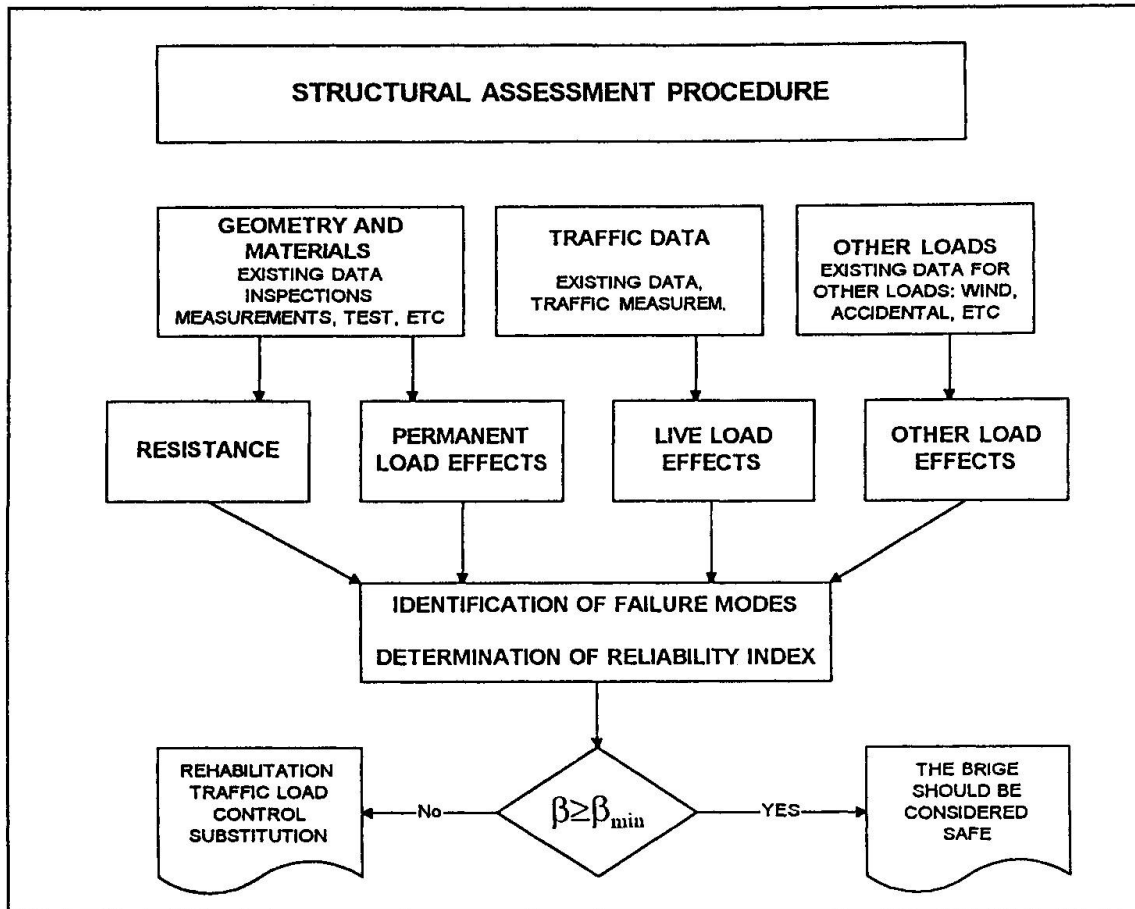 STRUCTURAL ASSESSMENT PROCEDURE
GEOMETRY AND
MATERIALS
EXISTING DATA
INSPECTIONS
MEASUREMENTS, TEST, ETC
TRAFFIC DATA
EXISTING DATA,
TRAFFIC MEASUREM.
OTHER LOADS
EXISTING DATA FOR
OTHER LOADS: WIND,
ACCIDENTAL, ETC
RESISTANCE
PERMANENT
LOAD EFFECTS
LIVE LOAD
EFFECTS
OTHER LOAD
EFFECTS
IDENTIFICATION OF FAILURE MODES
DETERMINATION OF RELIABILITY INDEX
REHABILITATION
TRAFFIC LOAD
CONTROL
SUBSTITUTION
No
β≥βmin
YES
THE BRIGE
SHOULD BE
CONSIDERED
SAFE